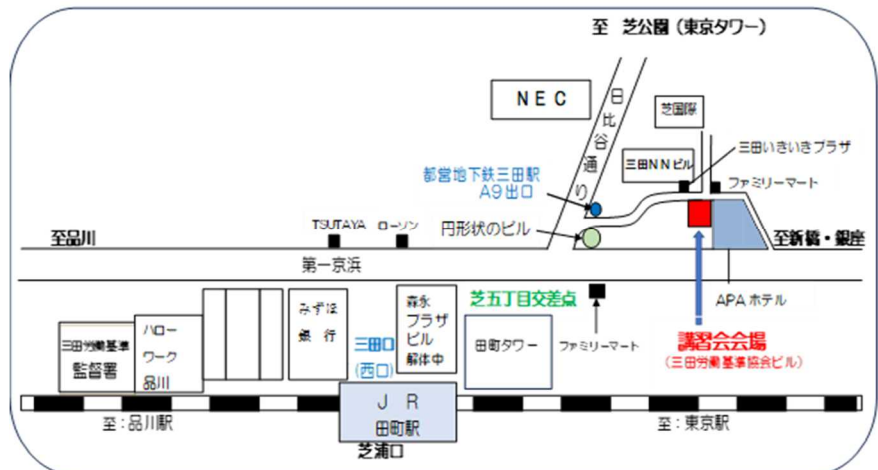 至 芝公園（東京タワー）
NEC
日比谷通り
芝国際
三田いきいきプラザ
三田NNビル
都営地下鉄三田駅
A9出口
ファミリーマート
TSUTAYA
ローソン
円形状のビル
至品川
至新橋・銀座
第一京浜
芝五丁目交差点
APAホテル
みずほ
銀行
森永
プラザ
ビル
解体中
三田口
(西口)
田町タワー
ファミリーマート
講習会会場
（三田労働基準協会ビル）
三田労働基準
監督署
ハロー
ワーク
品川
JR
田町駅
至：品川駅
至：東京駅
芝浦口